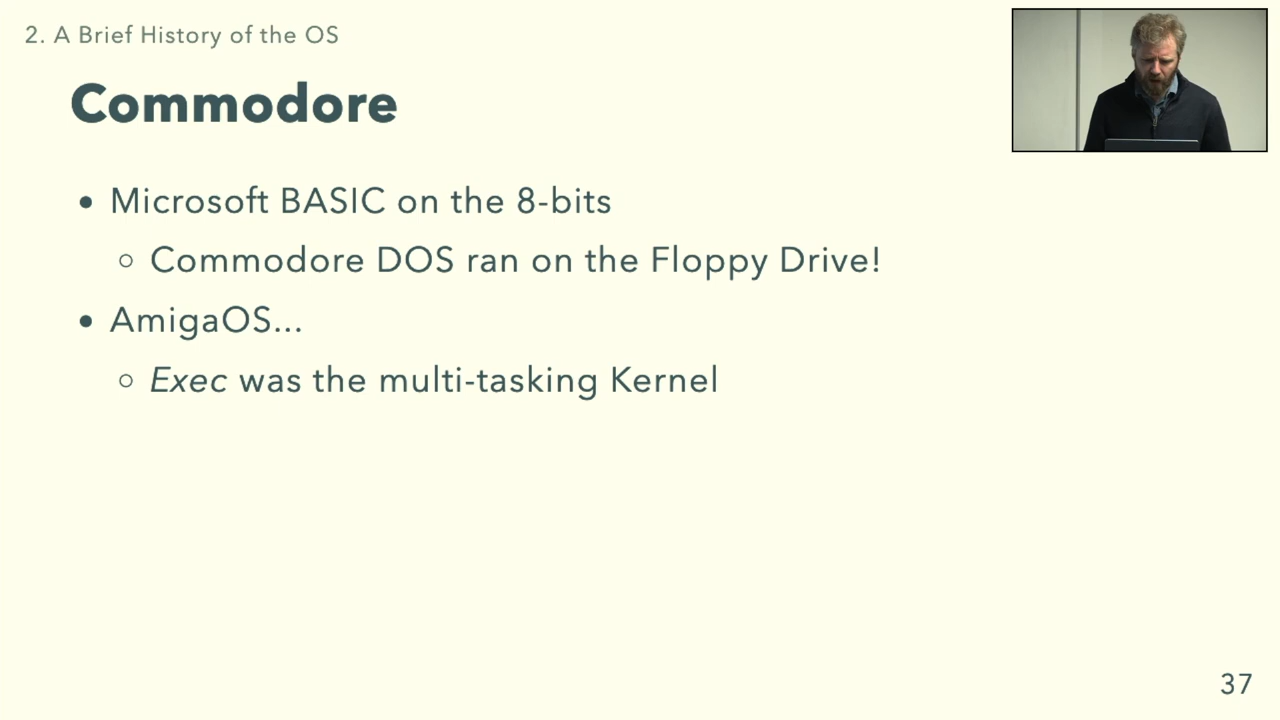 2. A Brief History of the OS
Commodore
• Microsoft BASIC on the 8-bits
○ Commodore DOS ran on the Floppy Drive!
• AmigaOS...
○ Exec was the multi-tasking Kernel
37